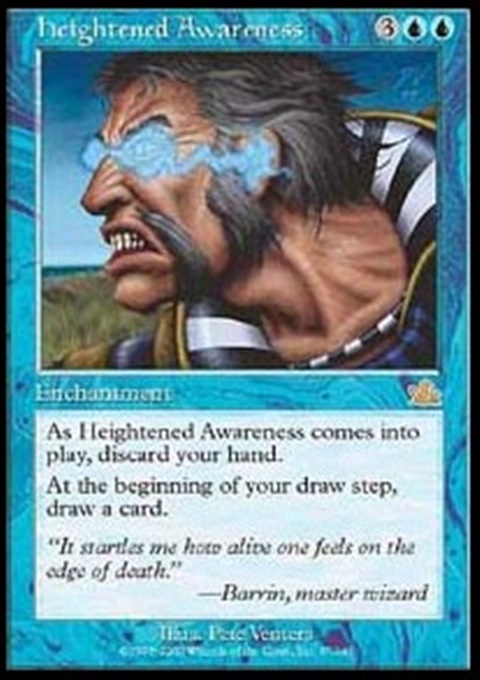 Heightened Awareness 3
Enchantment
As Heightened Awareness comes into
play, discard your hand.
At the beginning of your draw step,
draw a card.
"It startles me how alive one feels on the
edge of death."
—Barrin, master wizard
Illus. Pete Venters